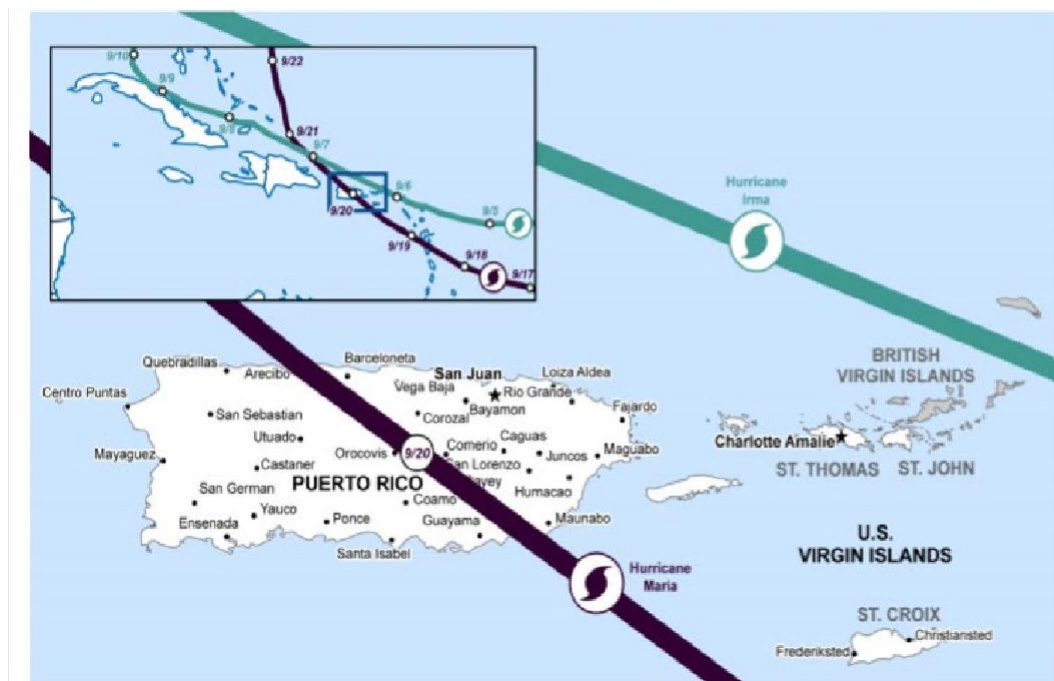 9/10
9/9
9/8
9/7
9/6
9/5
9/22
9/21
9/20
9/19
9/18
9/17
Hurricane
Irma
BRITISH
VIRGIN ISLANDS
Quebradillas
Arecibo
Barceloneta
San Juan
Loiza Aldea
Centro Puntas
Vega Baja
Rio Grande
San Sebastian
Corozal
Bayamon
Fajardo
Utuado
Orocovis
9/20
Comerio
Caguas
Charlotte Amalie
Mayaguez
Castaner
San Lorenzo
Juncos
Maguabo
ST. THOMAS
ST. JOHN
PUERTO RICO
San German
Coamo
Humacao
Yauco
Ensenada
Ponce
Guayama
Maunabo
Santa Isabel
U.S.
VIRGIN ISLANDS
Hurricane
Maria
ST. CROIX
Christiansted
Frederiksted